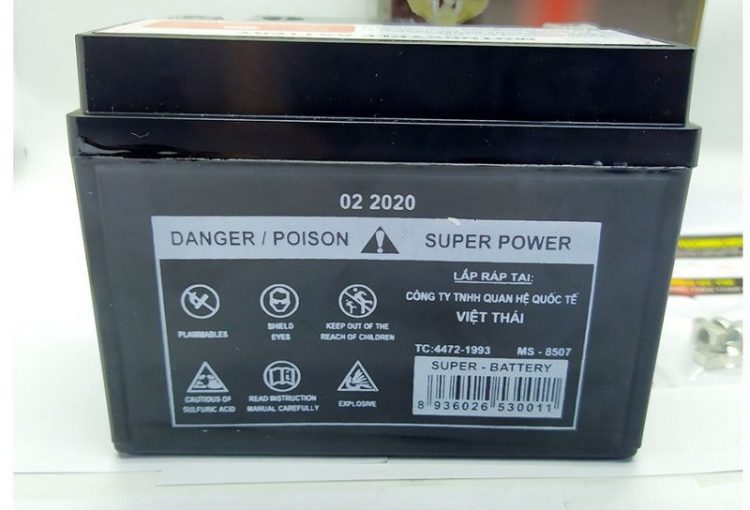 02 2020
DANGER / POISON SUPER POWER
LẮP RÁP TẠI:
CÔNG TY TNHH QUAN HỆ QUỐC TẾ
VIỆT THÁI
FLAMMABLES
SHIELD
EYES
KEEP OUT OF THE
REACH OF CHILDREN
TC:4472-1993 MS - 8507
CAUTIOUS OF
SULFURIC ACID
READ INSTRUCTION
MANUAL CAREFULLY
EXPLOSIVE
SUPER - BATTERY
8 936026 530011